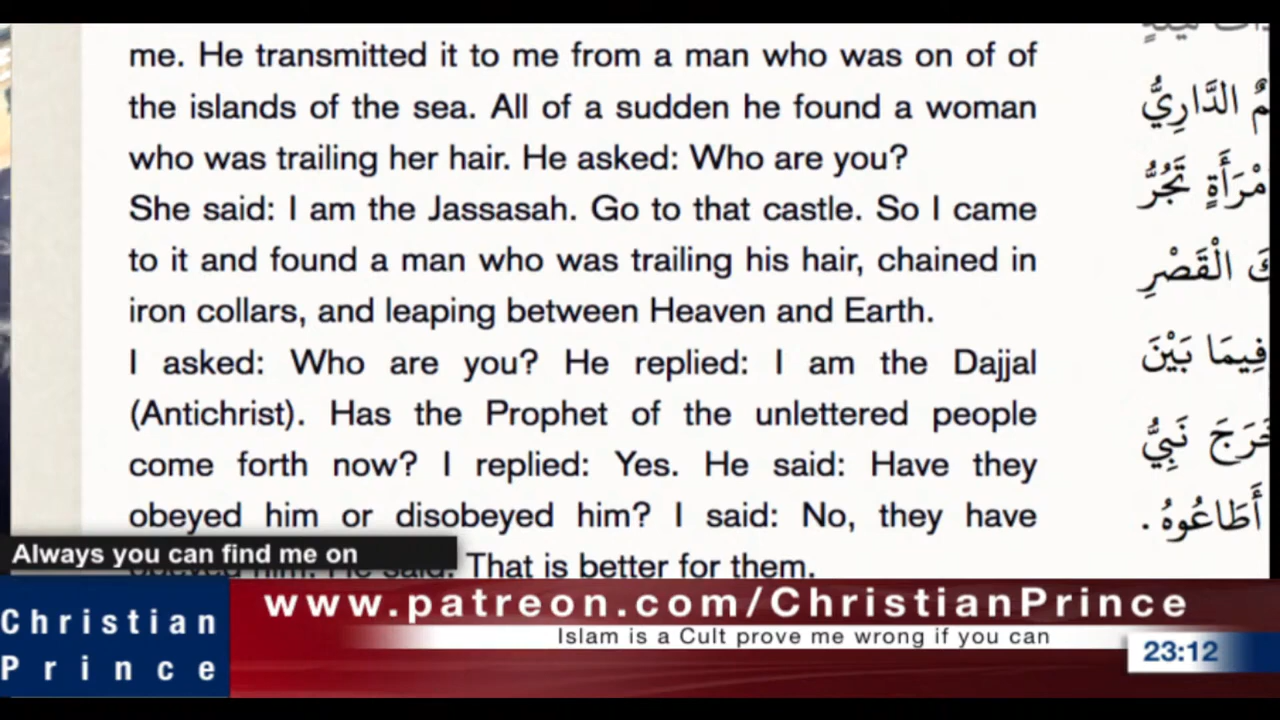 me. He transmitted it to me from a man who was on of of
the islands of the sea. All of a sudden he found a woman
who was trailing her hair. He asked: Who are you?
She said: I am the Jassasah. Go to that castle. So I came
to it and found a man who was trailing his hair, chained in
iron collars, and leaping between Heaven and Earth.
I asked: Who are you? He replied: I am the Dajjal
(Antichrist). Has the Prophet of the unlettered people
come forth now? I replied: Yes. He said: Have they
obeyed him or disobeyed him? I said: No, they have
obeyed him. He said: That is better for them.
الدَّارِيُّ
تَجُرُّ
الْقَصْرِ
فِيمَا بَيْنَ
نَبِيُّ
أَطَاعُوهُ .
Always you can find me on
Christian
Prince
www.patreon.com/ChristianPrince
Islam is a Cult prove me wrong if you can
23:12